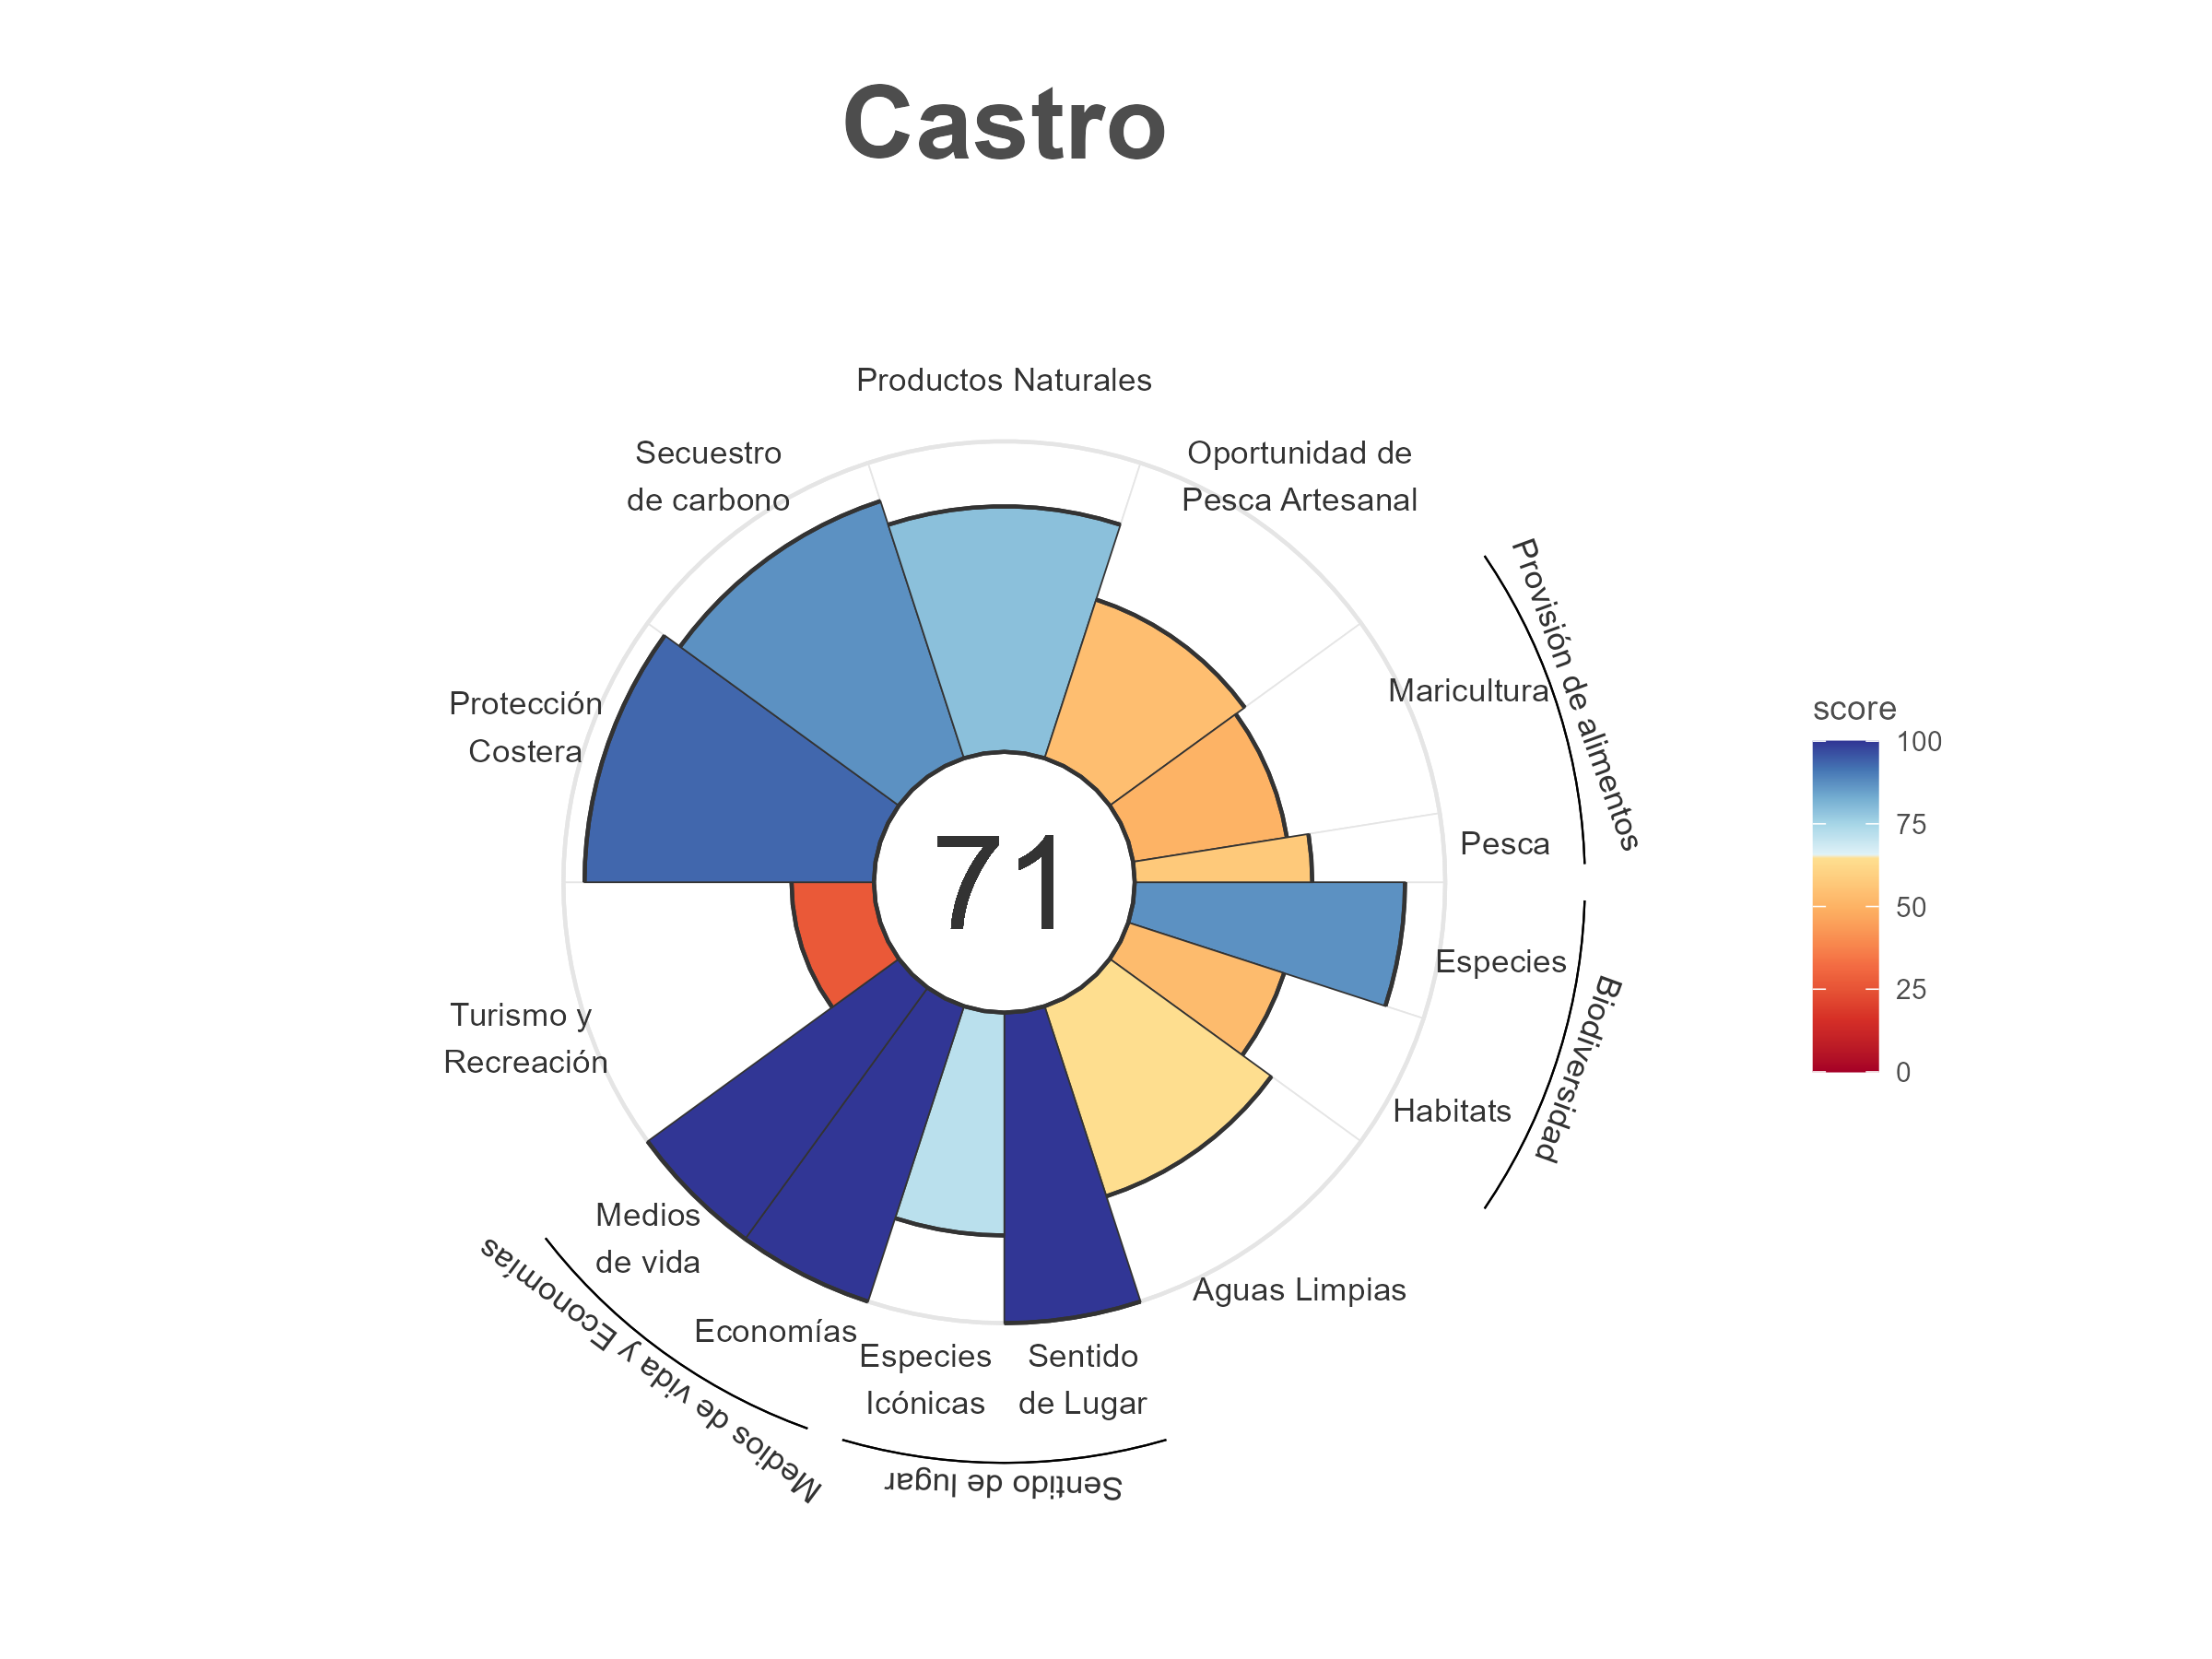 Castro
Productos Naturales
Secuestro
de carbono
Oportunidad de
Pesca Artesanal
Provisión de alimentos
Maricultura
Protección
Costera
score
100
75
50
25
0
71
Pesca
Especies
Biodiversidad
Turismo y
Recreación
Habitats
Medios
de vida
Aguas Limpias
Economías
Medios de vida y Economías
Especies
Icónicas
Sentido
de Lugar
Sentido de lugar